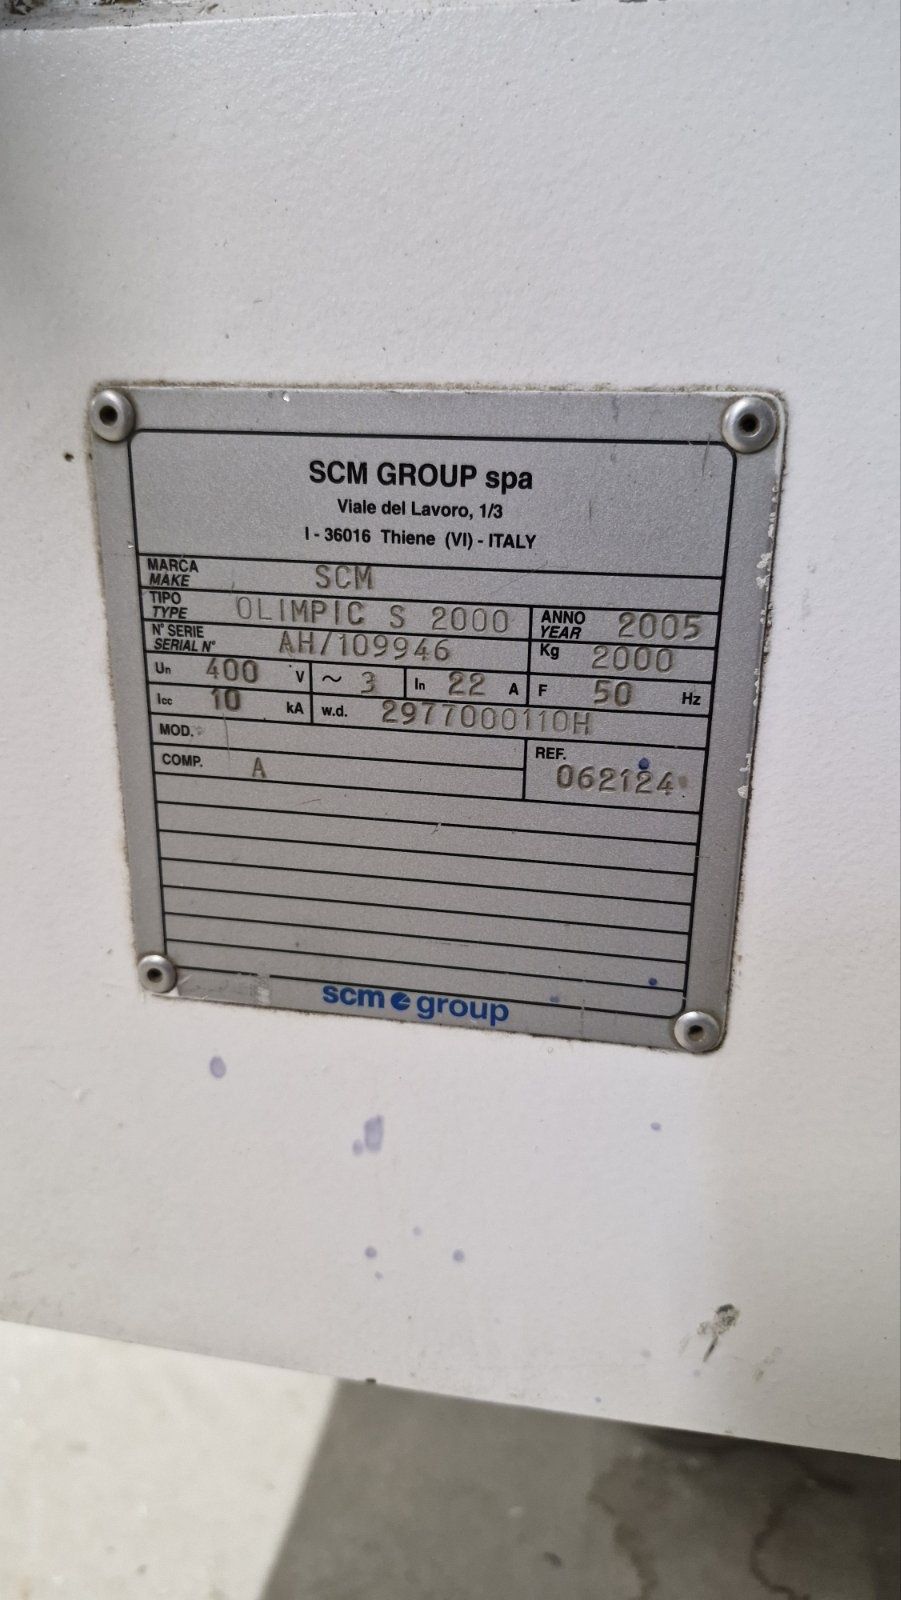 SCM GROUP spa
Viale del Lavoro, 1/3
I - 36016 Thiene (VI) - ITALY
MARCA
MAKE SCM
TIPO
TYPE OLIMPIC S 2000 ANNO
YEAR 2005
N° SERIE
SERIAL N° AH/109946 Kg 2000
Un 400 V ~ 3 In 22 A F 50 Hz
Icc 10 kA w.d. 2977000110H
MOD.
COMP. A REF. 062124
scm group